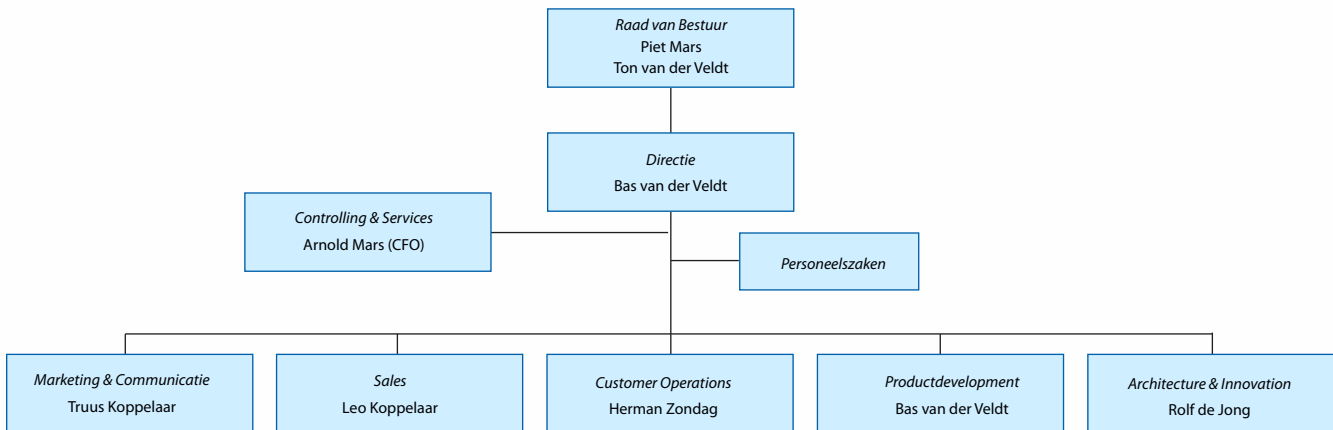 Raad van Bestuur
Piet Mars
Ton van der Veldt
Directie
Bas van der Veldt
Controlling & Services
Arnold Mars (CFO)
Personeelszaken
Marketing & Communicatie
Truus Koppelaar
Sales
Leo Koppelaar
Customer Operations
Herman Zondag
Productdevelopment
Bas van der Veldt
Architecture & Innovation
Rolf de Jong